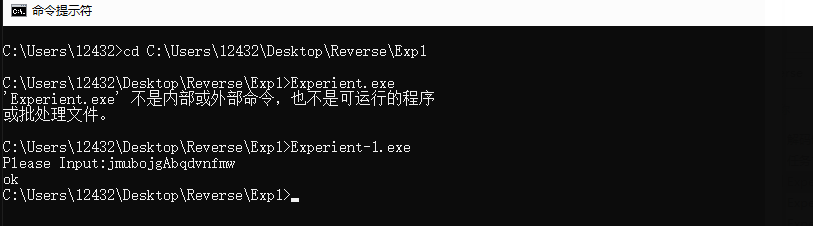 命令提示符
C:\Users\12432>cd C:\Users\12432\Desktop\Reverse\Exp1
C:\Users\12432\Desktop\Reverse\Exp1>Experient.exe
'Experient.exe' 不是内部或外部命令，也不是可运行的程序
或批处理文件。
C:\Users\12432\Desktop\Reverse\Exp1>Experient-1.exe
Please Input:jmubojgAbqdvnfmw
ok
C:\Users\12432\Desktop\Reverse\Exp1>